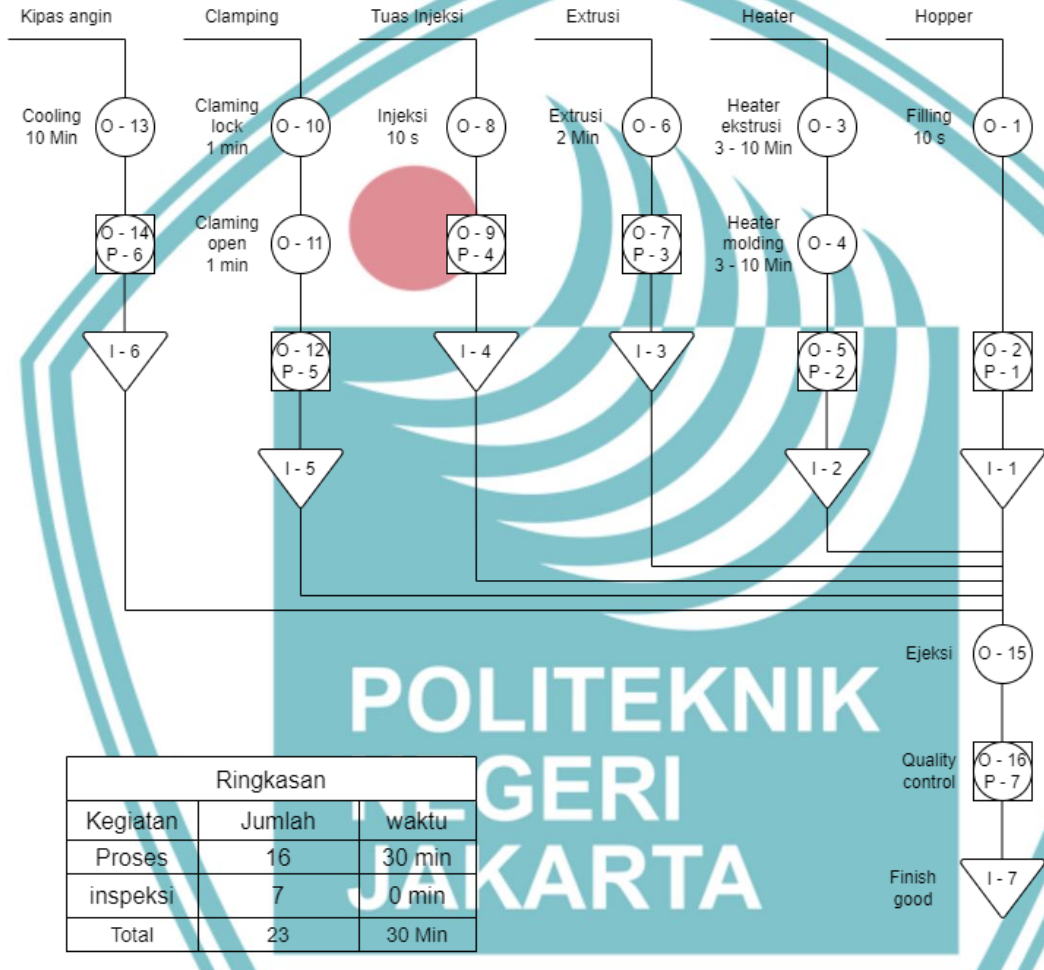 Kipas angin
Clamping
Tuas Injeksi
Extrusi
Heater
Hopper
Cooling
10 Min
O - 13
Claming
lock
1 min
O - 10
Injeksi
10 s
O - 8
Extrusi
2 Min
O - 6
Heater
ekstrusi
3 - 10 Min
O - 3
Filling
10 s
O - 1
O - 14
P - 6
Claming
open
1 min
O - 11
O - 9
P - 4
O - 7
P - 3
Heater
molding
3 - 10 Min
O - 4
I - 6
O - 12
P - 5
I - 4
I - 3
O - 5
P - 2
O - 2
P - 1
I - 5
I - 2
I - 1
Ejeksi
O - 15
Quality
control
O - 16
P - 7
Finish
good
I - 7
Ringkasan
Kegiatan Jumlah waktu
Proses 16 30 min
inspeksi 7 0 min
Total 23 30 Min
POLITEKNIK
NEGERI
JAKARTA